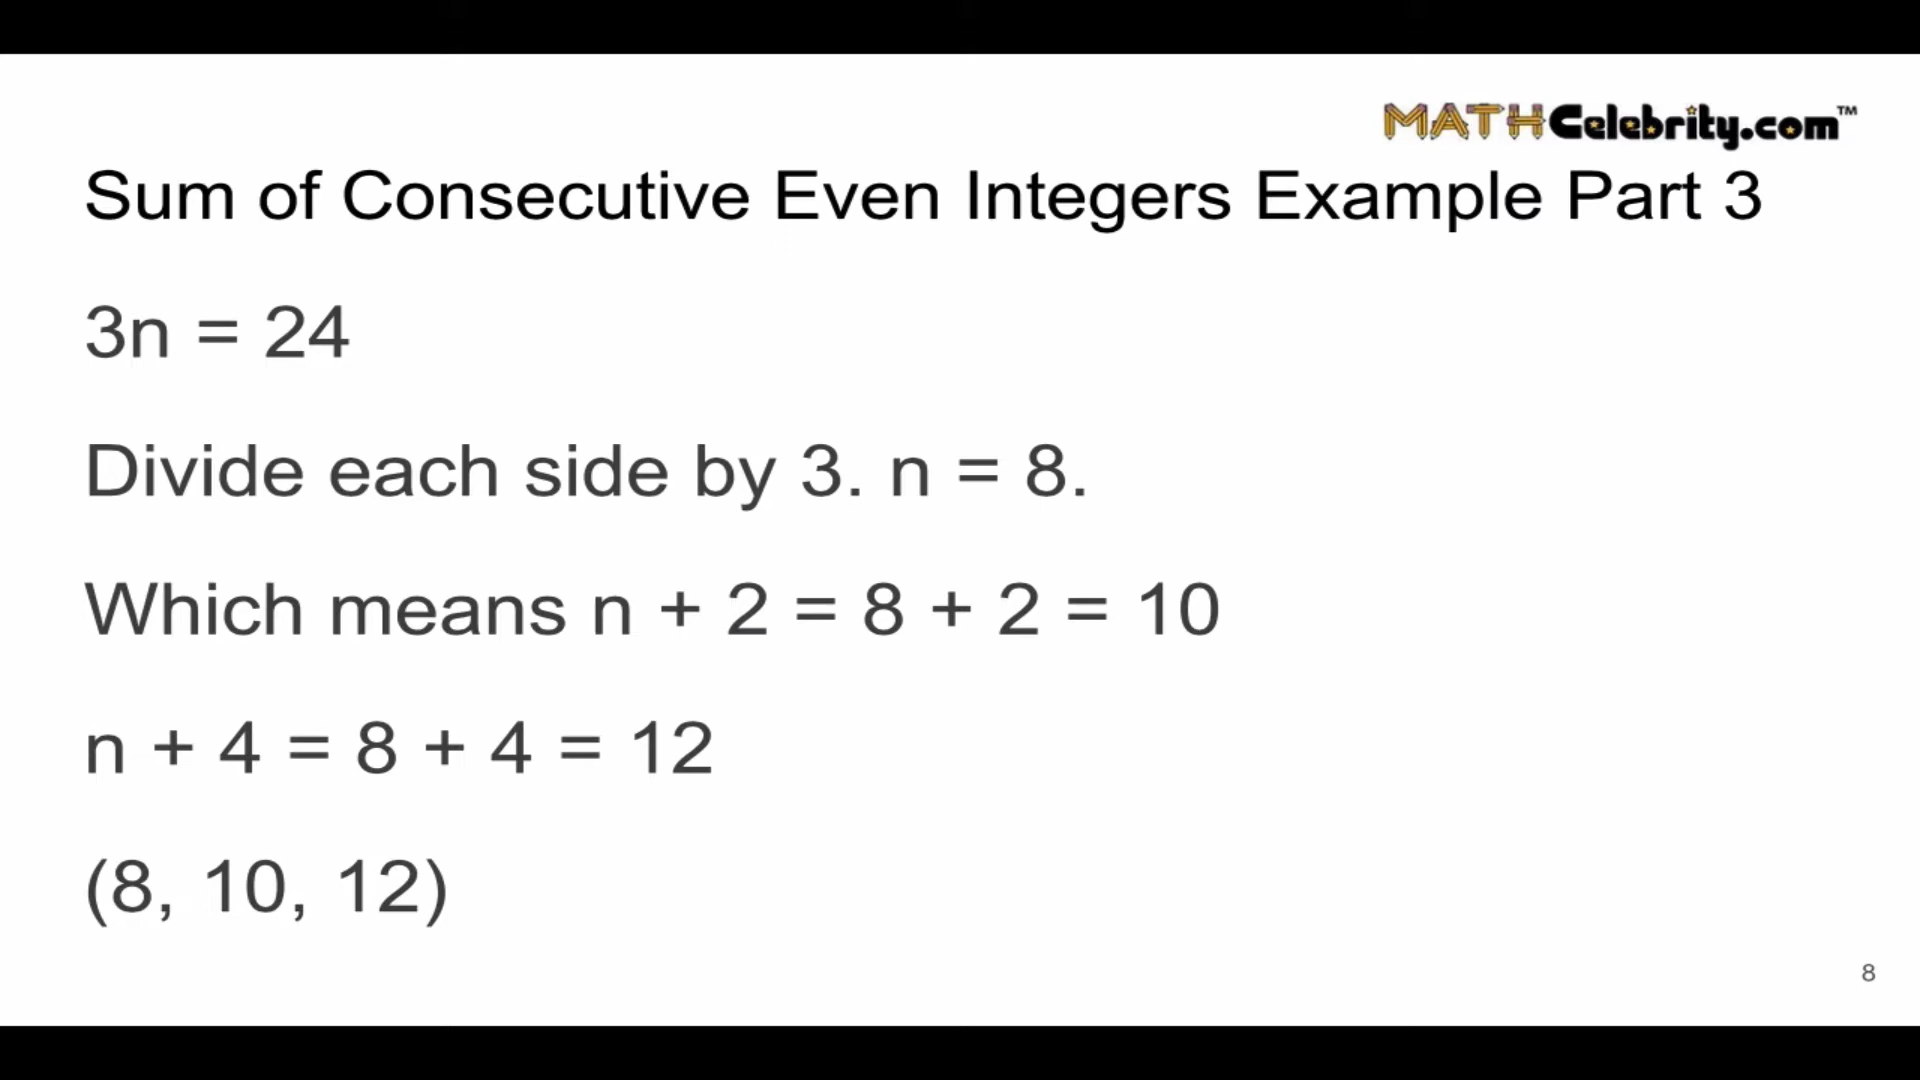 MATHCelebrity.com™
Sum of Consecutive Even Integers Example Part 3
3n = 24
Divide each side by 3. n = 8.
Which means n + 2 = 8 + 2 = 10
n + 4 = 8 + 4 = 12
(8, 10, 12)
8